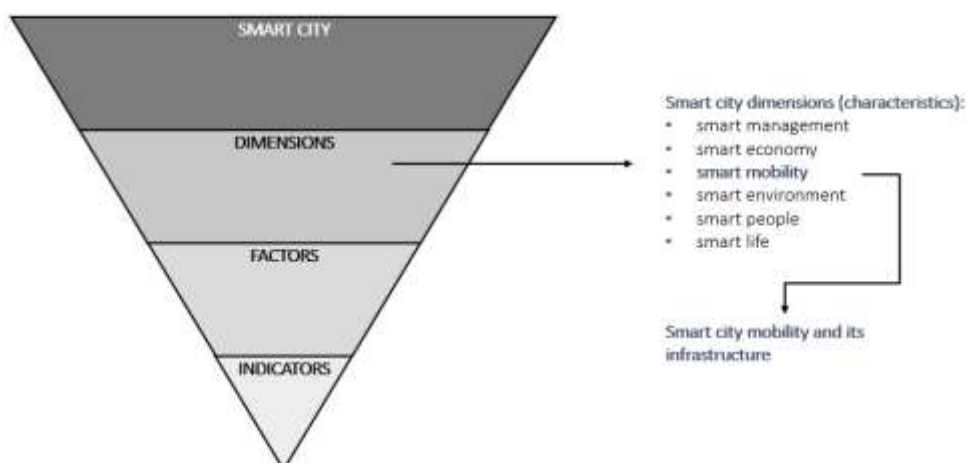 SMART CITY
DIMENSIONS
FACTORS
INDICATORS
Smart city dimensions (characteristics):
• smart management
• smart economy
• smart mobility
• smart environment
• smart people
• smart life
Smart city mobility and its
infrastructure